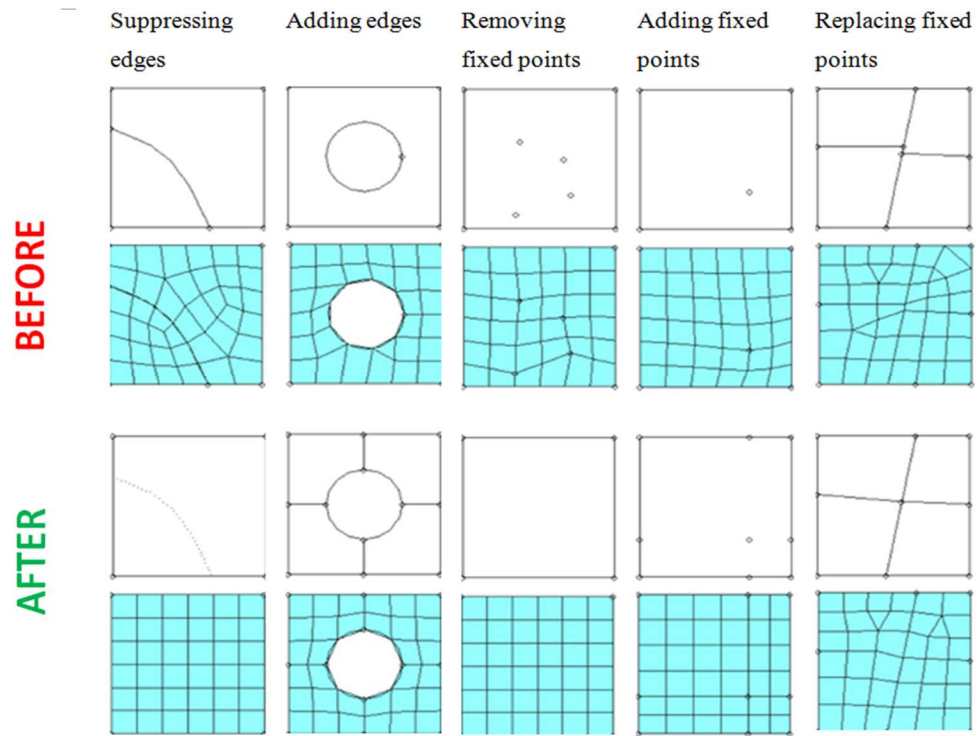 Suppressing
edges
Adding edges
Removing
fixed points
Adding fixed
points
Replacing fixed
points
BEFORE
AFTER